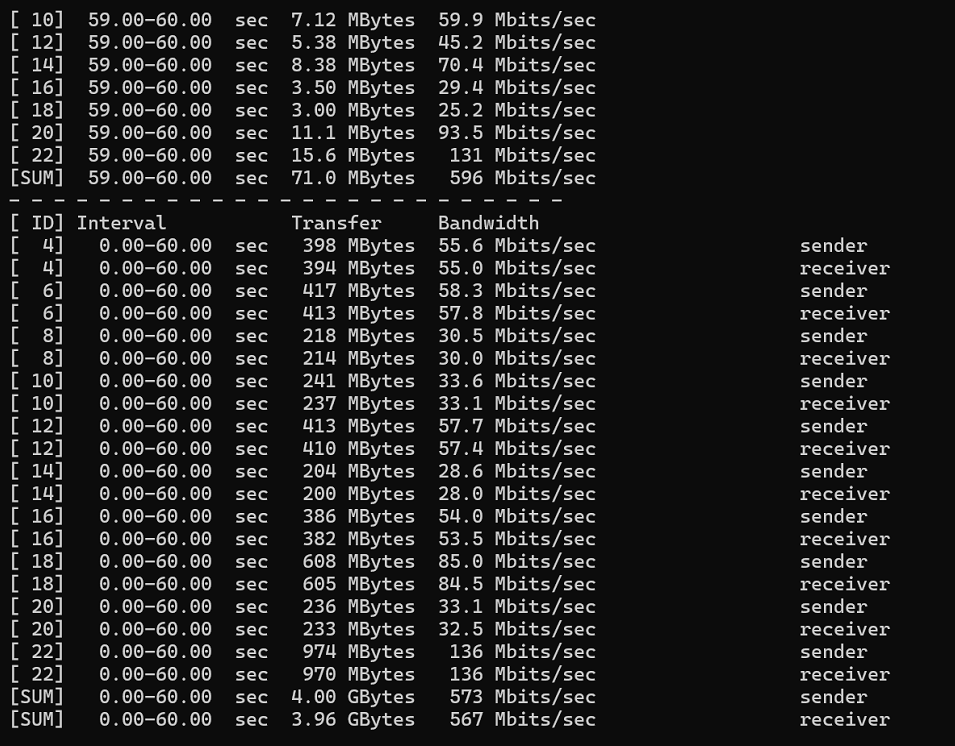 [ 10]  59.00-60.00  sec  7.12 MBytes  59.9 Mbits/sec
[ 12]  59.00-60.00  sec  5.38 MBytes  45.2 Mbits/sec
[ 14]  59.00-60.00  sec  8.38 MBytes  70.4 Mbits/sec
[ 16]  59.00-60.00  sec  3.50 MBytes  29.4 Mbits/sec
[ 18]  59.00-60.00  sec  3.00 MBytes  25.2 Mbits/sec
[ 20]  59.00-60.00  sec  11.1 MBytes  93.5 Mbits/sec
[ 22]  59.00-60.00  sec  15.6 MBytes   131 Mbits/sec
[SUM]  59.00-60.00  sec  71.0 MBytes   596 Mbits/sec
- - - - - - - - - - - - - - - - - - - - - - - - -
[ ID] Interval           Transfer     Bandwidth
[  4]   0.00-60.00  sec   398 MBytes  55.6 Mbits/sec                  sender
[  4]   0.00-60.00  sec   394 MBytes  55.0 Mbits/sec                  receiver
[  6]   0.00-60.00  sec   417 MBytes  58.3 Mbits/sec                  sender
[  6]   0.00-60.00  sec   413 MBytes  57.8 Mbits/sec                  receiver
[  8]   0.00-60.00  sec   218 MBytes  30.5 Mbits/sec                  sender
[  8]   0.00-60.00  sec   214 MBytes  30.0 Mbits/sec                  receiver
[ 10]   0.00-60.00  sec   241 MBytes  33.6 Mbits/sec                  sender
[ 10]   0.00-60.00  sec   237 MBytes  33.1 Mbits/sec                  receiver
[ 12]   0.00-60.00  sec   413 MBytes  57.7 Mbits/sec                  sender
[ 12]   0.00-60.00  sec   410 MBytes  57.4 Mbits/sec                  receiver
[ 14]   0.00-60.00  sec   204 MBytes  28.6 Mbits/sec                  sender
[ 14]   0.00-60.00  sec   200 MBytes  28.0 Mbits/sec                  receiver
[ 16]   0.00-60.00  sec   386 MBytes  54.0 Mbits/sec                  sender
[ 16]   0.00-60.00  sec   382 MBytes  53.5 Mbits/sec                  receiver
[ 18]   0.00-60.00  sec   608 MBytes  85.0 Mbits/sec                  sender
[ 18]   0.00-60.00  sec   605 MBytes  84.5 Mbits/sec                  receiver
[ 20]   0.00-60.00  sec   236 MBytes  33.1 Mbits/sec                  sender
[ 20]   0.00-60.00  sec   233 MBytes  32.5 Mbits/sec                  receiver
[ 22]   0.00-60.00  sec   974 MBytes   136 Mbits/sec                  sender
[ 22]   0.00-60.00  sec   970 MBytes   136 Mbits/sec                  receiver
[SUM]   0.00-60.00  sec  4.00 GBytes   573 Mbits/sec                  sender
[SUM]   0.00-60.00  sec  3.96 GBytes   567 Mbits/sec                  receiver